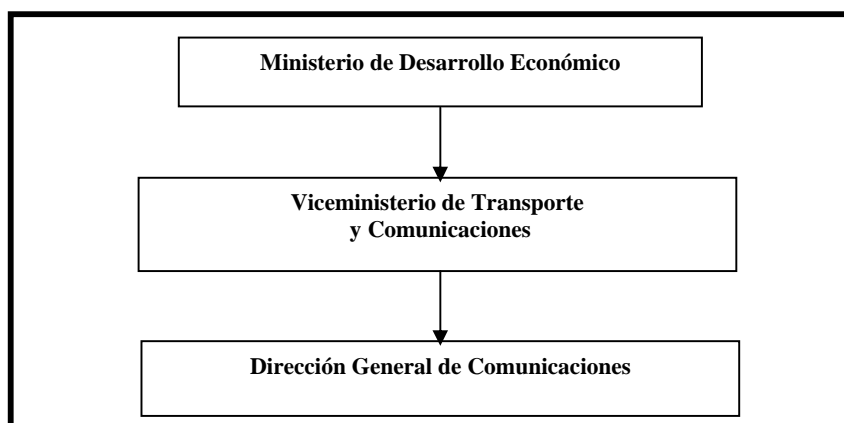 Ministerio de Desarrollo Económico
Viceministerio de Transporte
y Comunicaciones
Dirección General de Comunicaciones